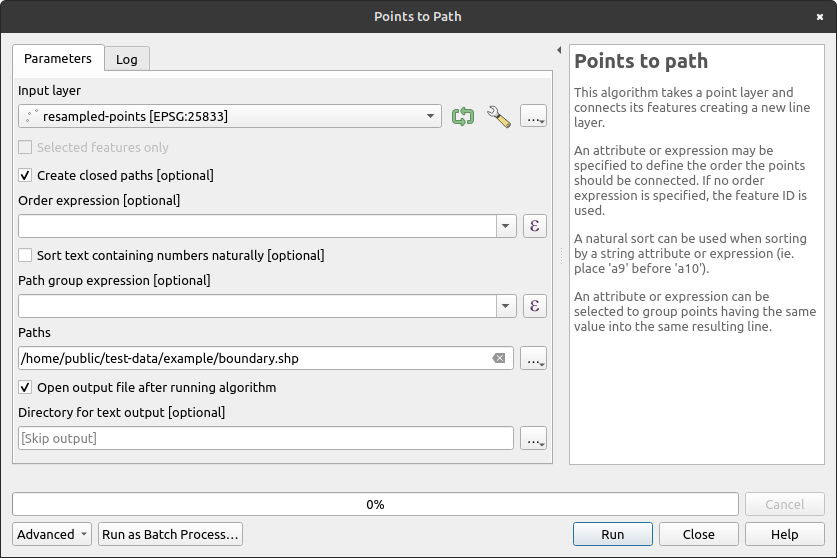 Points to Path
Parameters
Log
Input layer
resampled-points [EPSG:25833]
...
Selected features only
Create closed paths [optional]
Order expression [optional]
ε
Sort text containing numbers naturally [optional]
Path group expression [optional]
ε
Paths
/home/public/test-data/example/boundary.shp
...
Open output file after running algorithm
Directory for text output [optional]
[Skip output]
...
Points to path
This algorithm takes a point layer and
connects its features creating a new line
layer.
An attribute or expression may be
specified to define the order the points
should be connected. If no order
expression is specified, the feature ID is
used.
A natural sort can be used when sorting
by a string attribute or expression (ie.
place 'a9' before 'a10').
An attribute or expression can be
selected to group points having the same
value into the same resulting line.
0%
Cancel
Advanced
Run as Batch Process…
Run
Close
Help